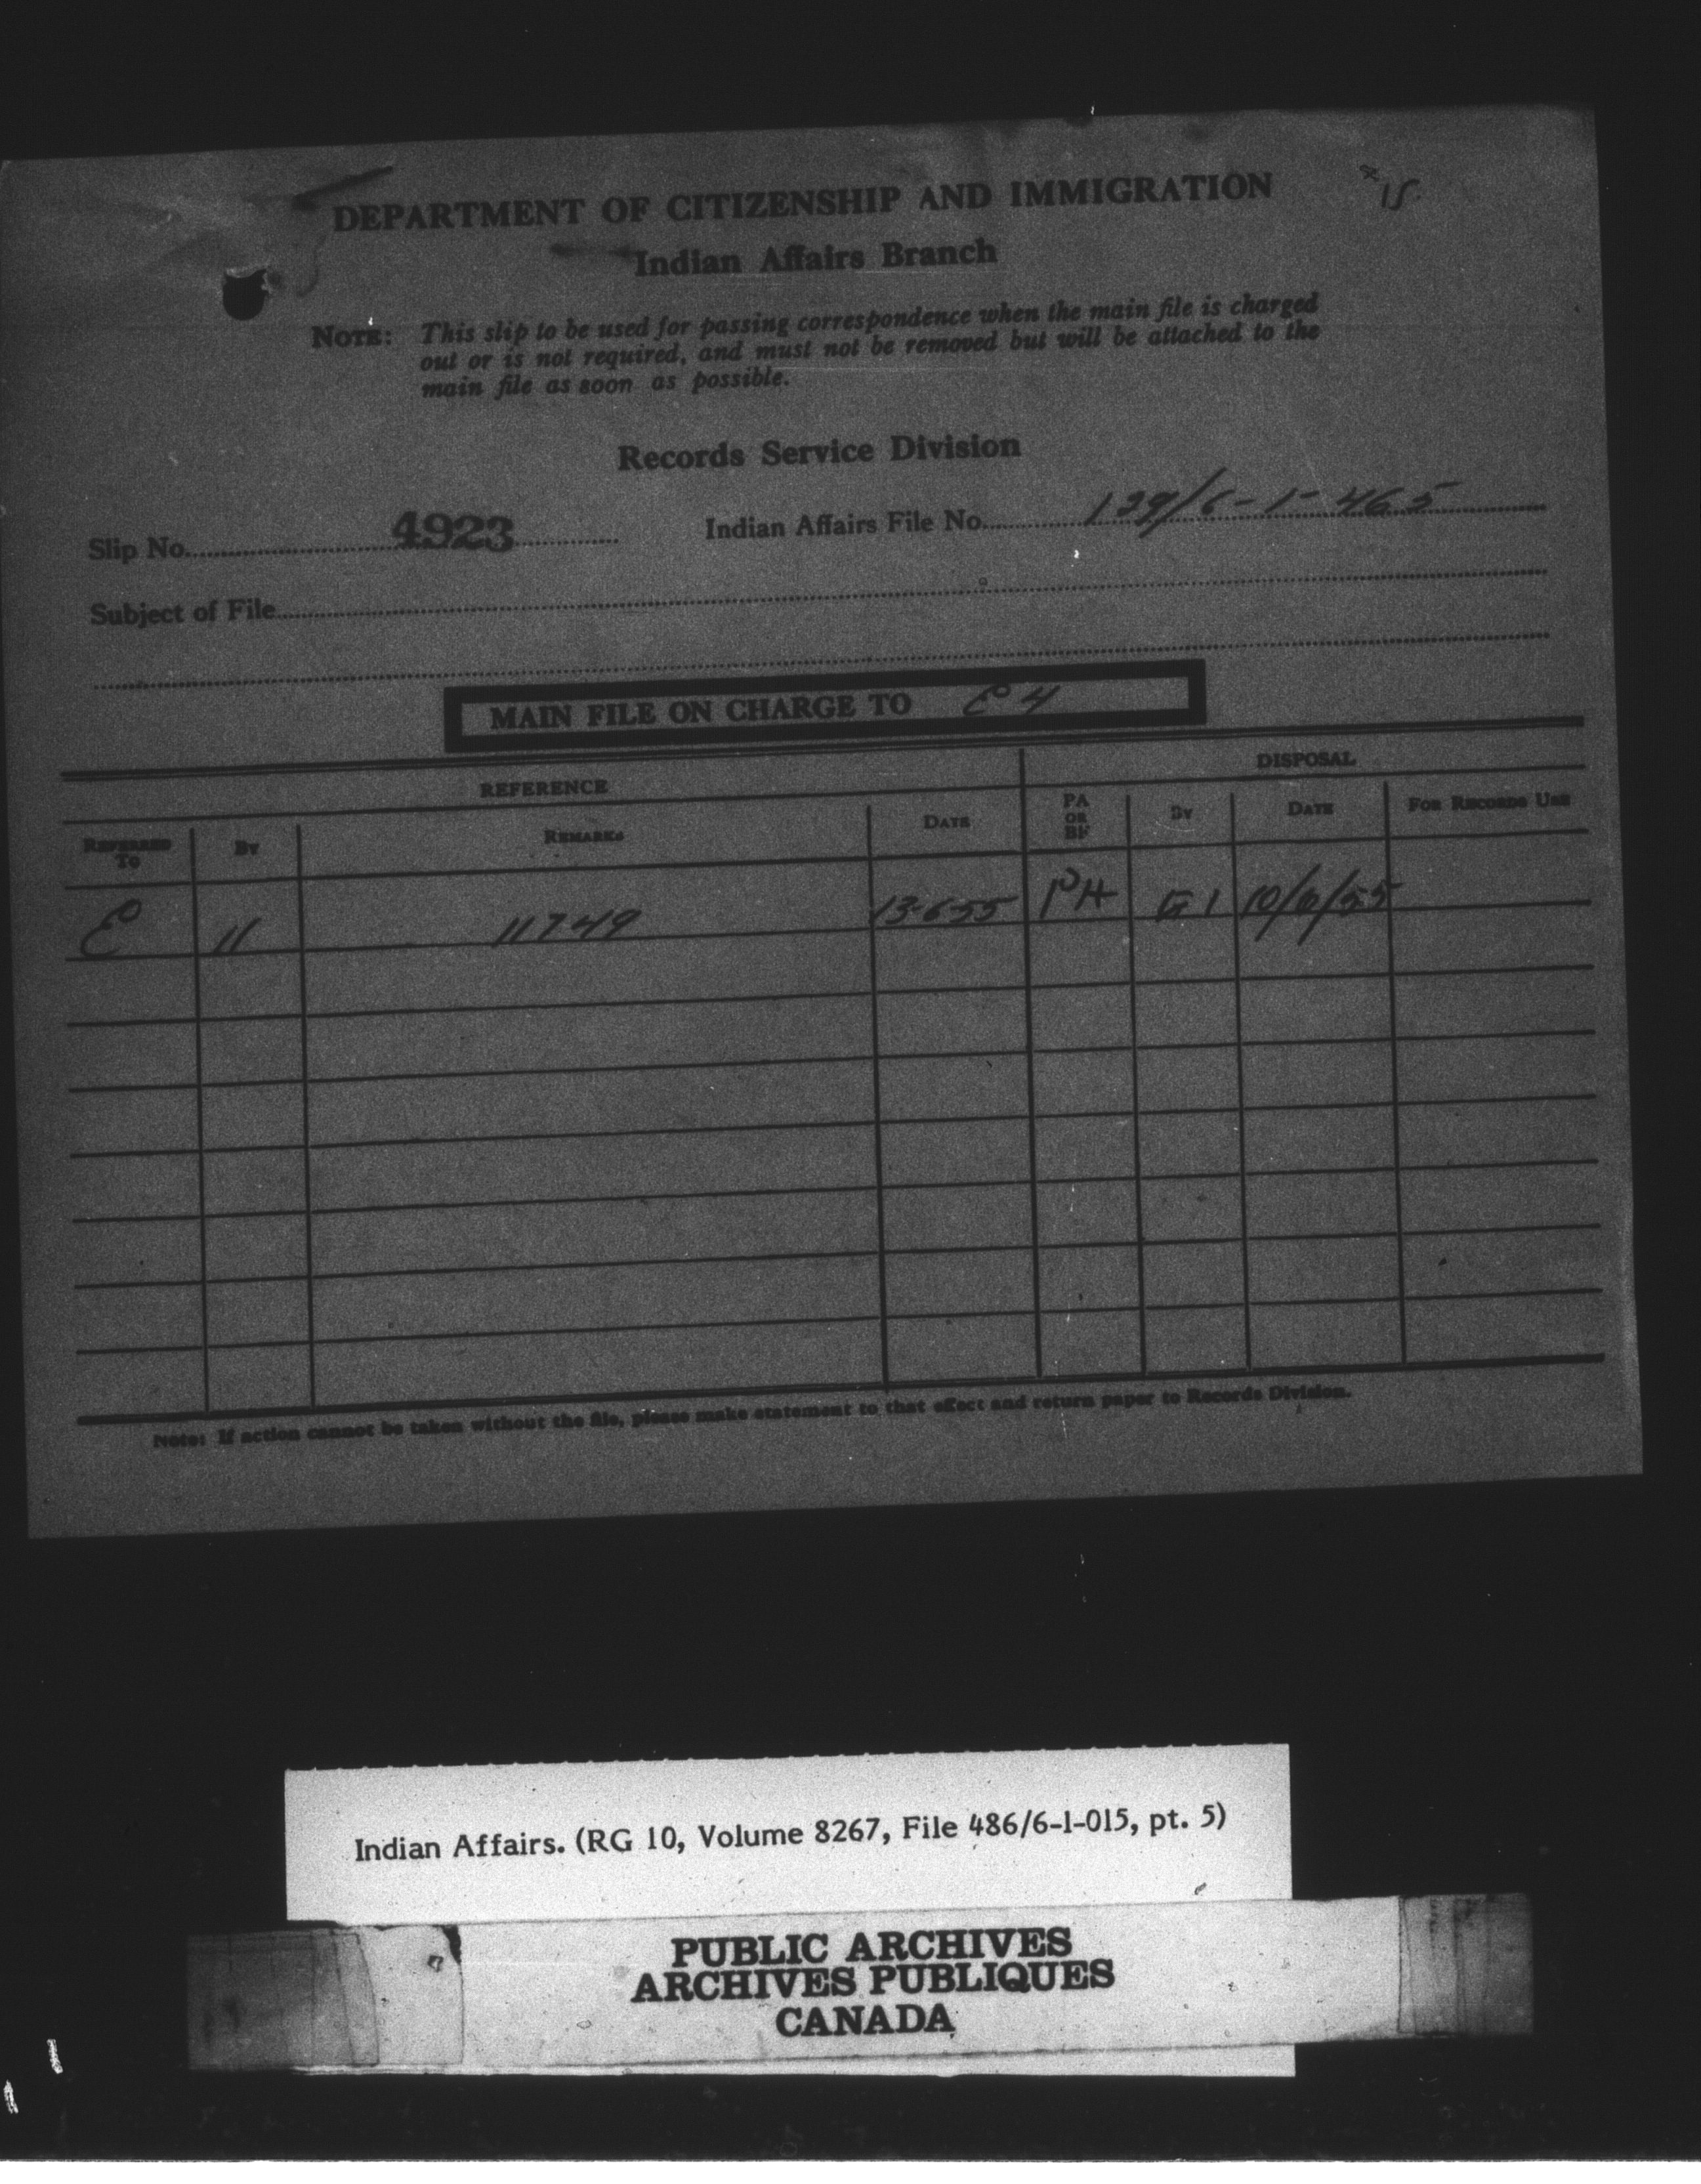 DEPARTMENT OF CITIZENSHIP AND IMMIGRATION
15
Indian Affairs Branch
NOTE: This slip to be used for passing correspondence when the main file is charged
out or is not required, and must not be removed but will be attached to the
main file as soon as possible.
Records Service Division
Slip No. 4923 Indian Affairs File No. 139/6-1-465
Subject of File
MAIN FILE ON CHARGE TO E4
REFERENCE DISPOSAL
REFERRED TO BY REMARKS DATE PA OR BF BY DATE FOR RECORDS USE
E 11 11749 13-6-55 G1 10/6/55
Note: If action cannot be taken without the file, please make statement to that effect and return paper to Records Division.
Indian Affairs. (RG 10, Volume 8267, File 486/6-1-015, pt. 5)
PUBLIC ARCHIVES
ARCHIVES PUBLIQUES
CANADA